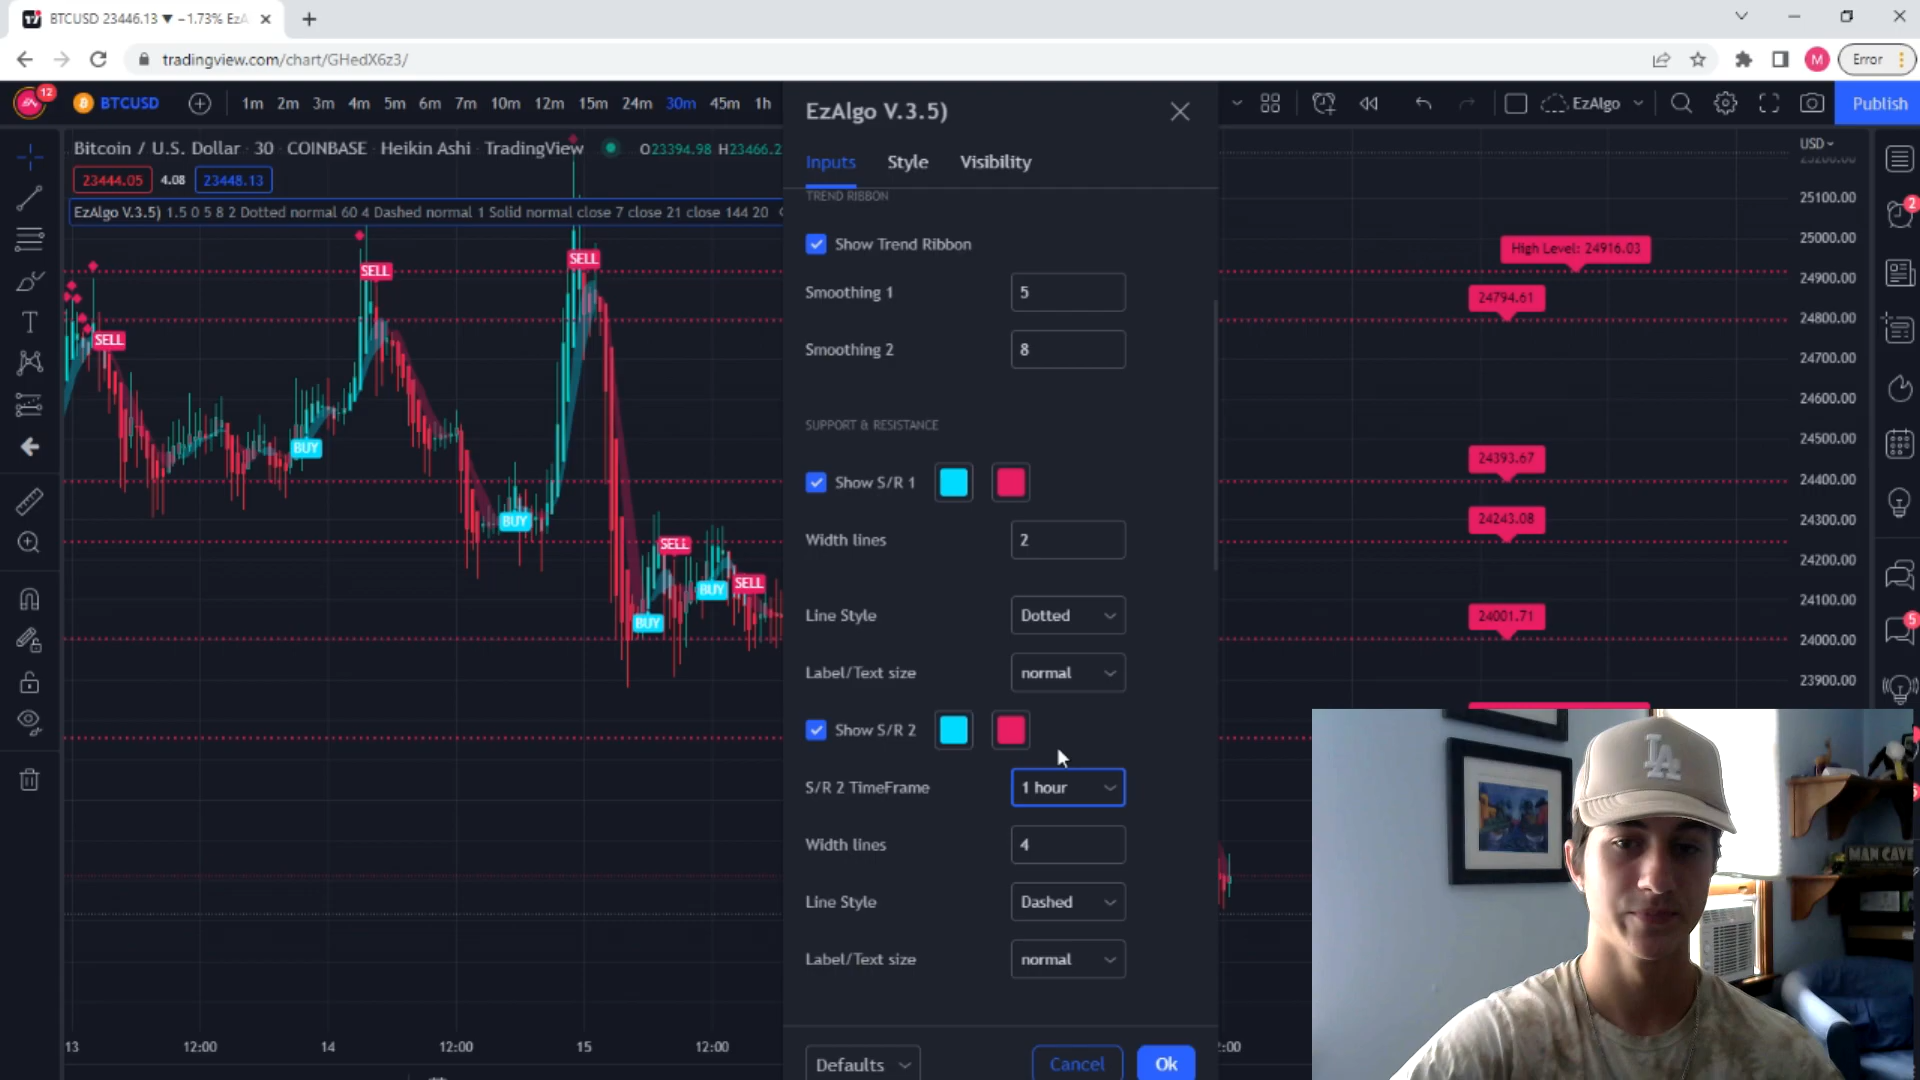 BTCUSD 23446.13 ▼ −1.73% EzA
tradingview.com/chart/GHedX6z3/
Error
M
12
BTCUSD
1m 2m 3m 4m 5m 6m 7m 10m 12m 15m 24m 30m 45m 1h
EzAlgo
Publish
Bitcoin / U.S. Dollar · 30 · COINBASE · Heikin Ashi · TradingView
O23394.98 H23466.2
23444.05 4.08 23448.13
EzAlgo V.3.5) 1.5 0 5 8 2 Dotted normal 60 4 Dashed normal 1 Solid normal close 7 close 21 close 144 20
SELL
SELL
SELL
BUY
BUY
SELL
BUY
SELL
BUY
13 12:00 14 12:00 15 12:00
EzAlgo V.3.5)
Inputs Style Visibility
TREND RIBBON
Show Trend Ribbon
Smoothing 1 5
Smoothing 2 8
SUPPORT & RESISTANCE
Show S/R 1
Width lines 2
Line Style Dotted
Label/Text size normal
Show S/R 2
S/R 2 TimeFrame 1 hour
Width lines 4
Line Style Dashed
Label/Text size normal
Defaults Cancel Ok
High Level: 24916.03
24794.61
24393.67
24243.08
24001.71
USD
25100.00
25000.00
24900.00
24800.00
24700.00
24600.00
24500.00
24400.00
24300.00
24200.00
24100.00
24000.00
23900.00
2
5
LA
MAN CAVE